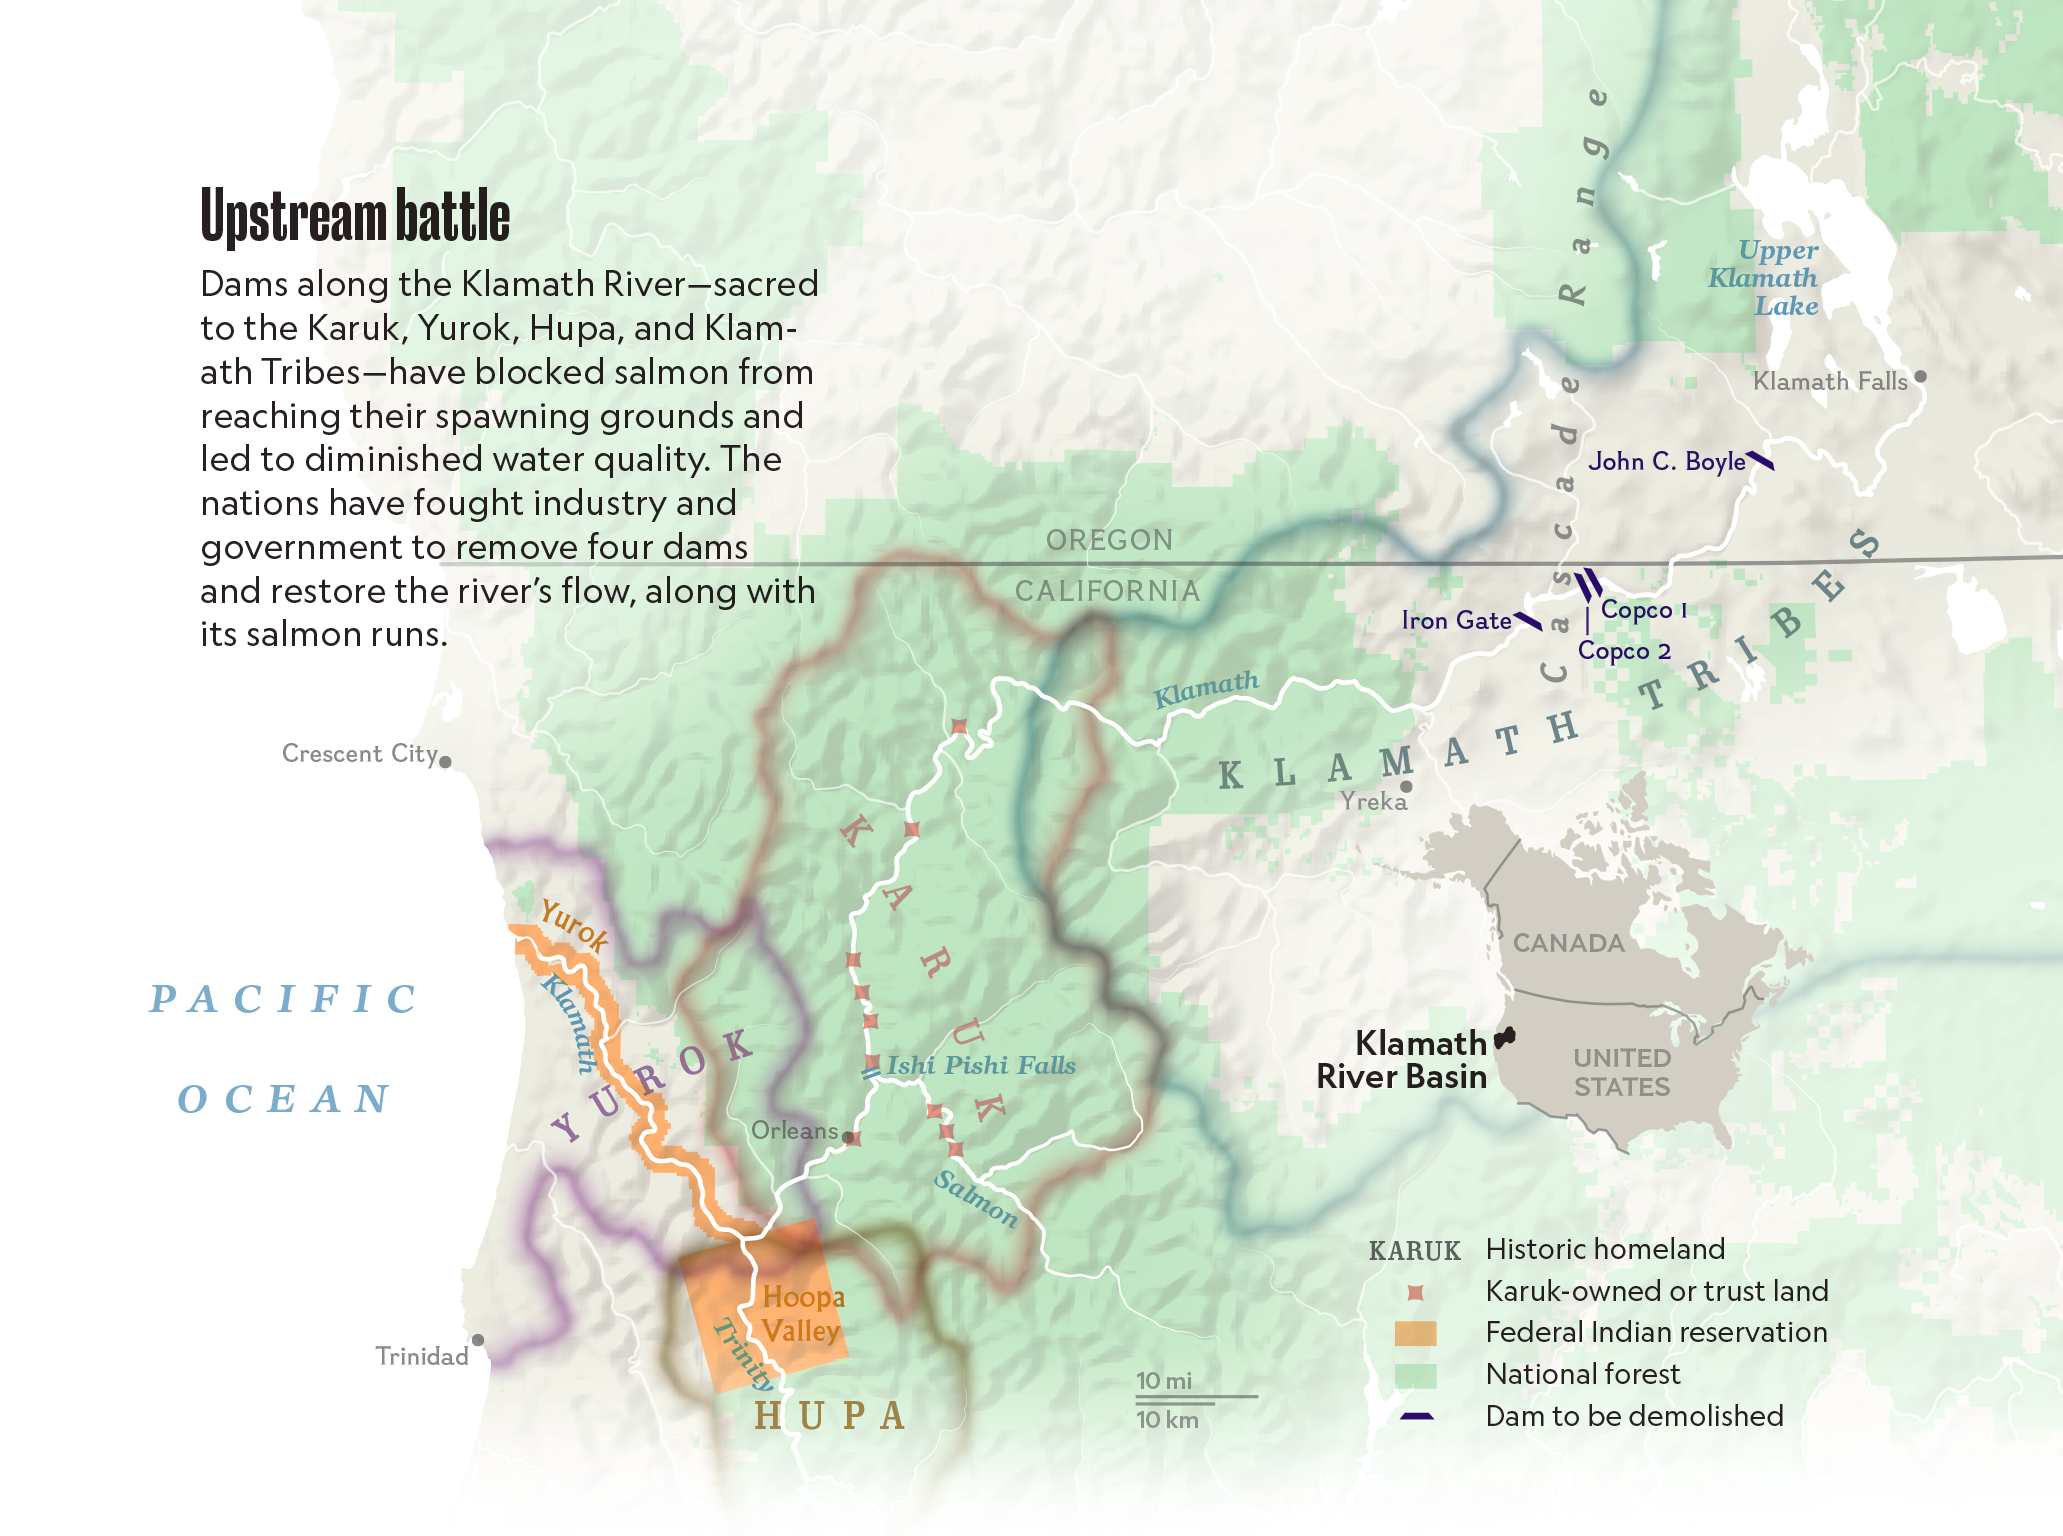 Upstream battle
Dams along the Klamath River—sacred
to the Karuk, Yurok, Hupa, and Klam-
ath Tribes—have blocked salmon from
reaching their spawning grounds and
led to diminished water quality. The
nations have fought industry and
government to remove four dams
and restore the river's flow, along with
its salmon runs.
Cascade Range
Upper
Klamath
Lake
Klamath Falls
John C. Boyle
OREGON
CALIFORNIA
Iron Gate
Copco 1
Copco 2
Klamath
KLAMATH TRIBES
Yreka
Crescent City
KARUK
Yurok
Klamath
YUROK
PACIFIC
OCEAN
Ishi Pishi Falls
Orleans
Salmon
Hoopa
Valley
Trinity
HUPA
Trinidad
CANADA
UNITED
STATES
Klamath
River Basin
10 mi
10 km
KARUK Historic homeland
Karuk-owned or trust land
Federal Indian reservation
National forest
Dam to be demolished